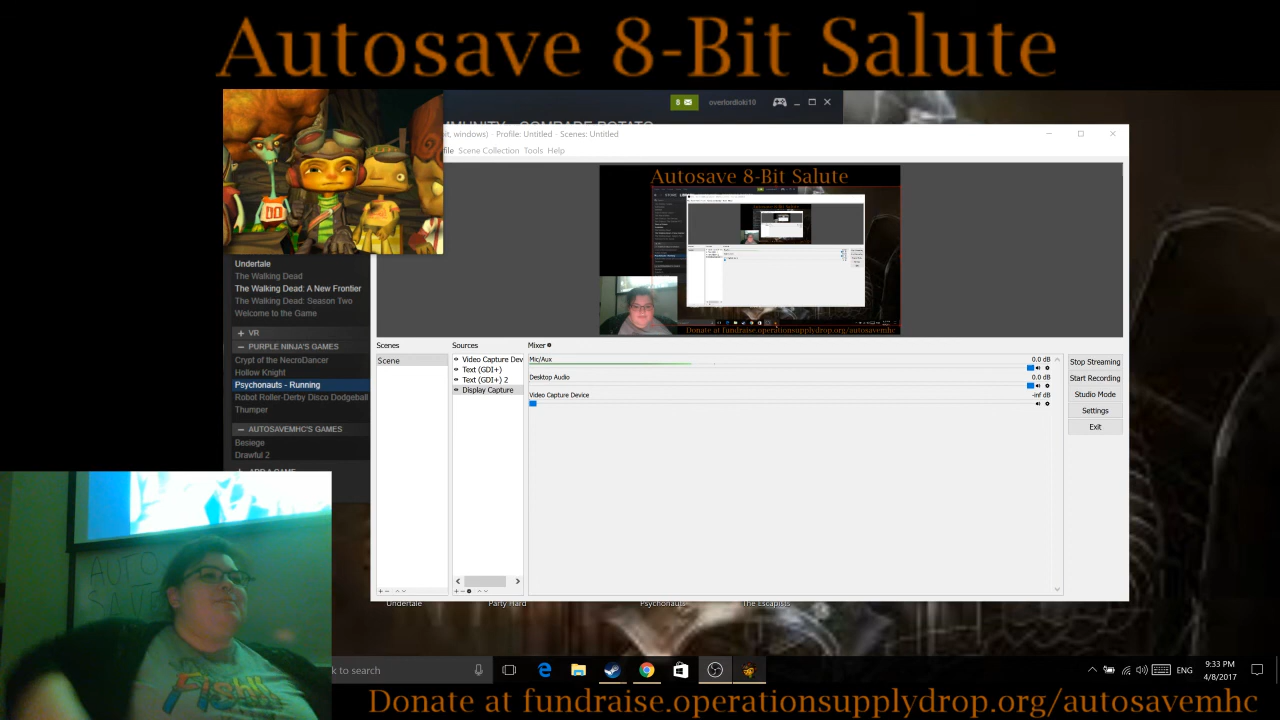 Autosave 8-Bit Salute
8 overlordloki10
(GDI+)
Profile: Untitled - Scenes: Untitled
Scene Collection Tools Help
Autosave 8-Bit Salute
Donate at fundraise.operationsupplydrop.org/autosavemhc
Undertale
The Walking Dead
The Walking Dead: A New Frontier
The Walking Dead: Season Two
Welcome to the Game
+ VR
− PURPLE NINJA'S GAMES
Crypt of the NecroDancer
Hollow Knight
Psychonauts - Running
Robot Roller-Derby Disco Dodgeball
Thumper
− AUTOSAVEMHC'S GAMES
Besiege
Drawful 2
Scenes
Scene
Sources
Video Capture Dev
Text (GDI+)
Text (GDI+) 2
Display Capture
Mixer
Mic/Aux 0.0 dB
Desktop Audio 0.0 dB
Video Capture Device -inf dB
Stop Streaming
Start Recording
Studio Mode
Settings
Exit
Undertale Party Hard Psychonauts The Escapists
AUTO
Fish!!
to search
ENG
9:33 PM
4/8/2017
Donate at fundraise.operationsupplydrop.org/autosavemhc